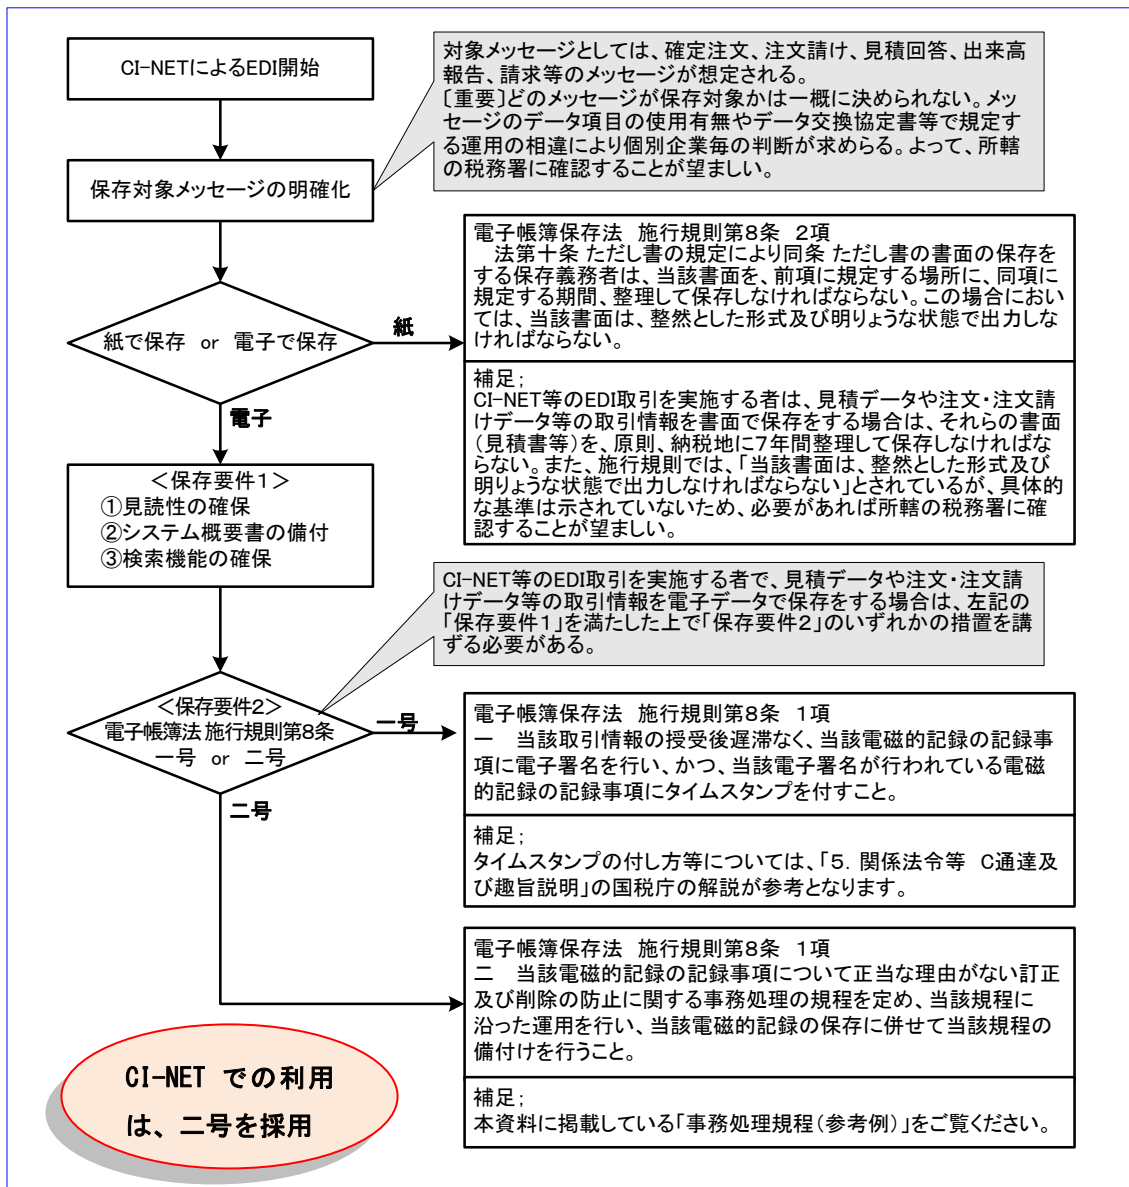 CI-NETによるEDI開始
対象メッセージとしては、確定注文、注文請け、見積回答、出来高
報告、請求等のメッセージが想定される。
〔重要〕どのメッセージが保存対象かは一概に決められない。メッ
セージのデータ項目の使用有無やデータ交換協定書等で規定す
る運用の相違により個別企業毎の判断が求めらる。よって、所轄
の税務署に確認することが望ましい。
保存対象メッセージの明確化
紙で保存 or 電子で保存
紙
電子
電子帳簿保存法 施行規則第8条 2項
法第十条 ただし書の規定により同条 ただし書の書面の保存を
する保存義務者は、当該書面を、前項に規定する場所に、同項に
規定する期間、整理して保存しなければならない。この場合におい
ては、当該書面は、整然とした形式及び明りょうな状態で出力しな
ければならない。
補足；
CI-NET等のEDI取引を実施する者は、見積データや注文・注文請
けデータ等の取引情報を書面で保存をする場合は、それらの書面
（見積書等）を、原則、納税地に7年間整理して保存しなければな
らない。また、施行規則では、「当該書面は、整然とした形式及び
明りょうな状態で出力しなければならない」とされているが、具体的
な基準は示されていないため、必要があれば所轄の税務署に確
認することが望ましい。
＜保存要件1＞
①見読性の確保
②システム概要書の備付
③検索機能の確保
CI-NET等のEDI取引を実施する者で、見積データや注文・注文請
けデータ等の取引情報を電子データで保存をする場合は、左記の
「保存要件1」を満たした上で「保存要件2」のいずれかの措置を講
ずる必要がある。
＜保存要件2＞
電子帳簿法 施行規則第8条
一号 or 二号
一号
二号
電子帳簿保存法 施行規則第8条 1項
一 当該取引情報の授受後遅滞なく、当該電磁的記録の記録事
項に電子署名を行い、かつ、当該電子署名が行われている電磁
的記録の記録事項にタイムスタンプを付すこと。
補足；
タイムスタンプの付し方等については、「5．関係法令等 C通達及
び趣旨説明」の国税庁の解説が参考となります。
電子帳簿保存法 施行規則第8条 1項
二 当該電磁的記録の記録事項について正当な理由がない訂正
及び削除の防止に関する事務処理の規程を定め、当該規程に
沿った運用を行い、当該電磁的記録の保存に併せて当該規程の
備付けを行うこと。
補足；
本資料に掲載している「事務処理規程（参考例）」をご覧ください。
CI-NET での利用
は、二号を採用